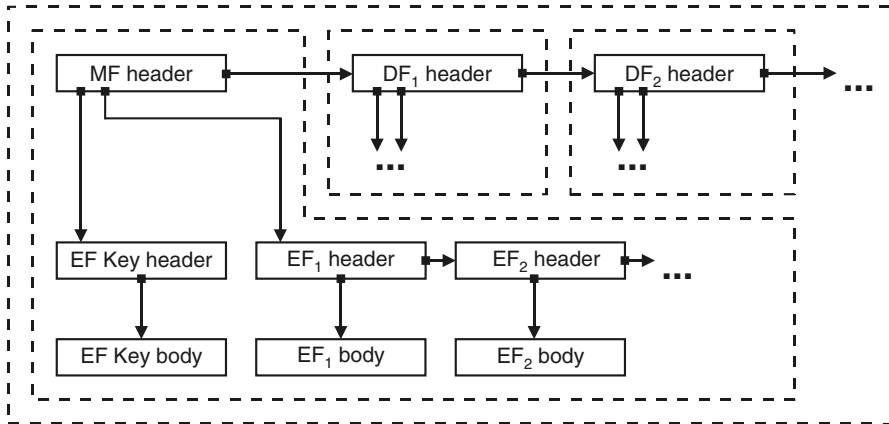 MF header
DF₁ header
DF₂ header
...
...
...
EF Key header
EF₁ header
EF₂ header
...
EF Key body
EF₁ body
EF₂ body